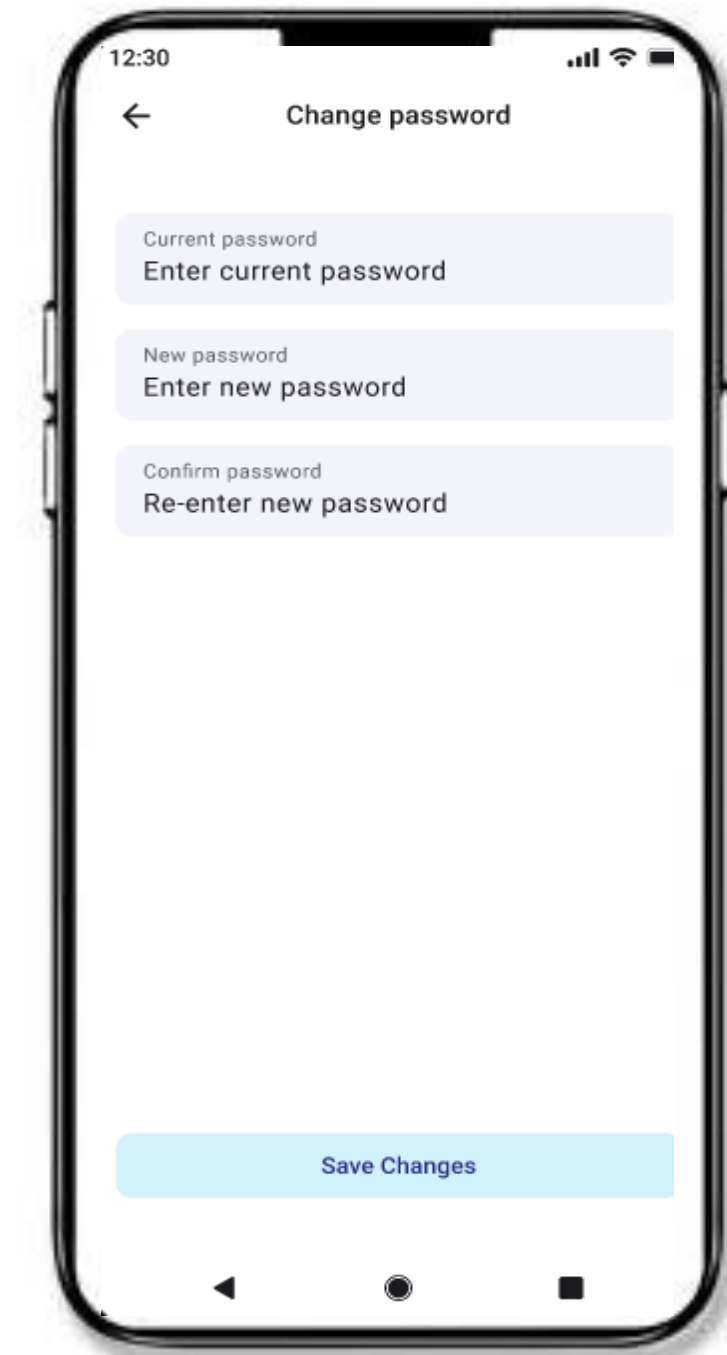 12:30
Change password
Current password
Enter current password
New password
Enter new password
Confirm password
Re-enter new password
Save Changes